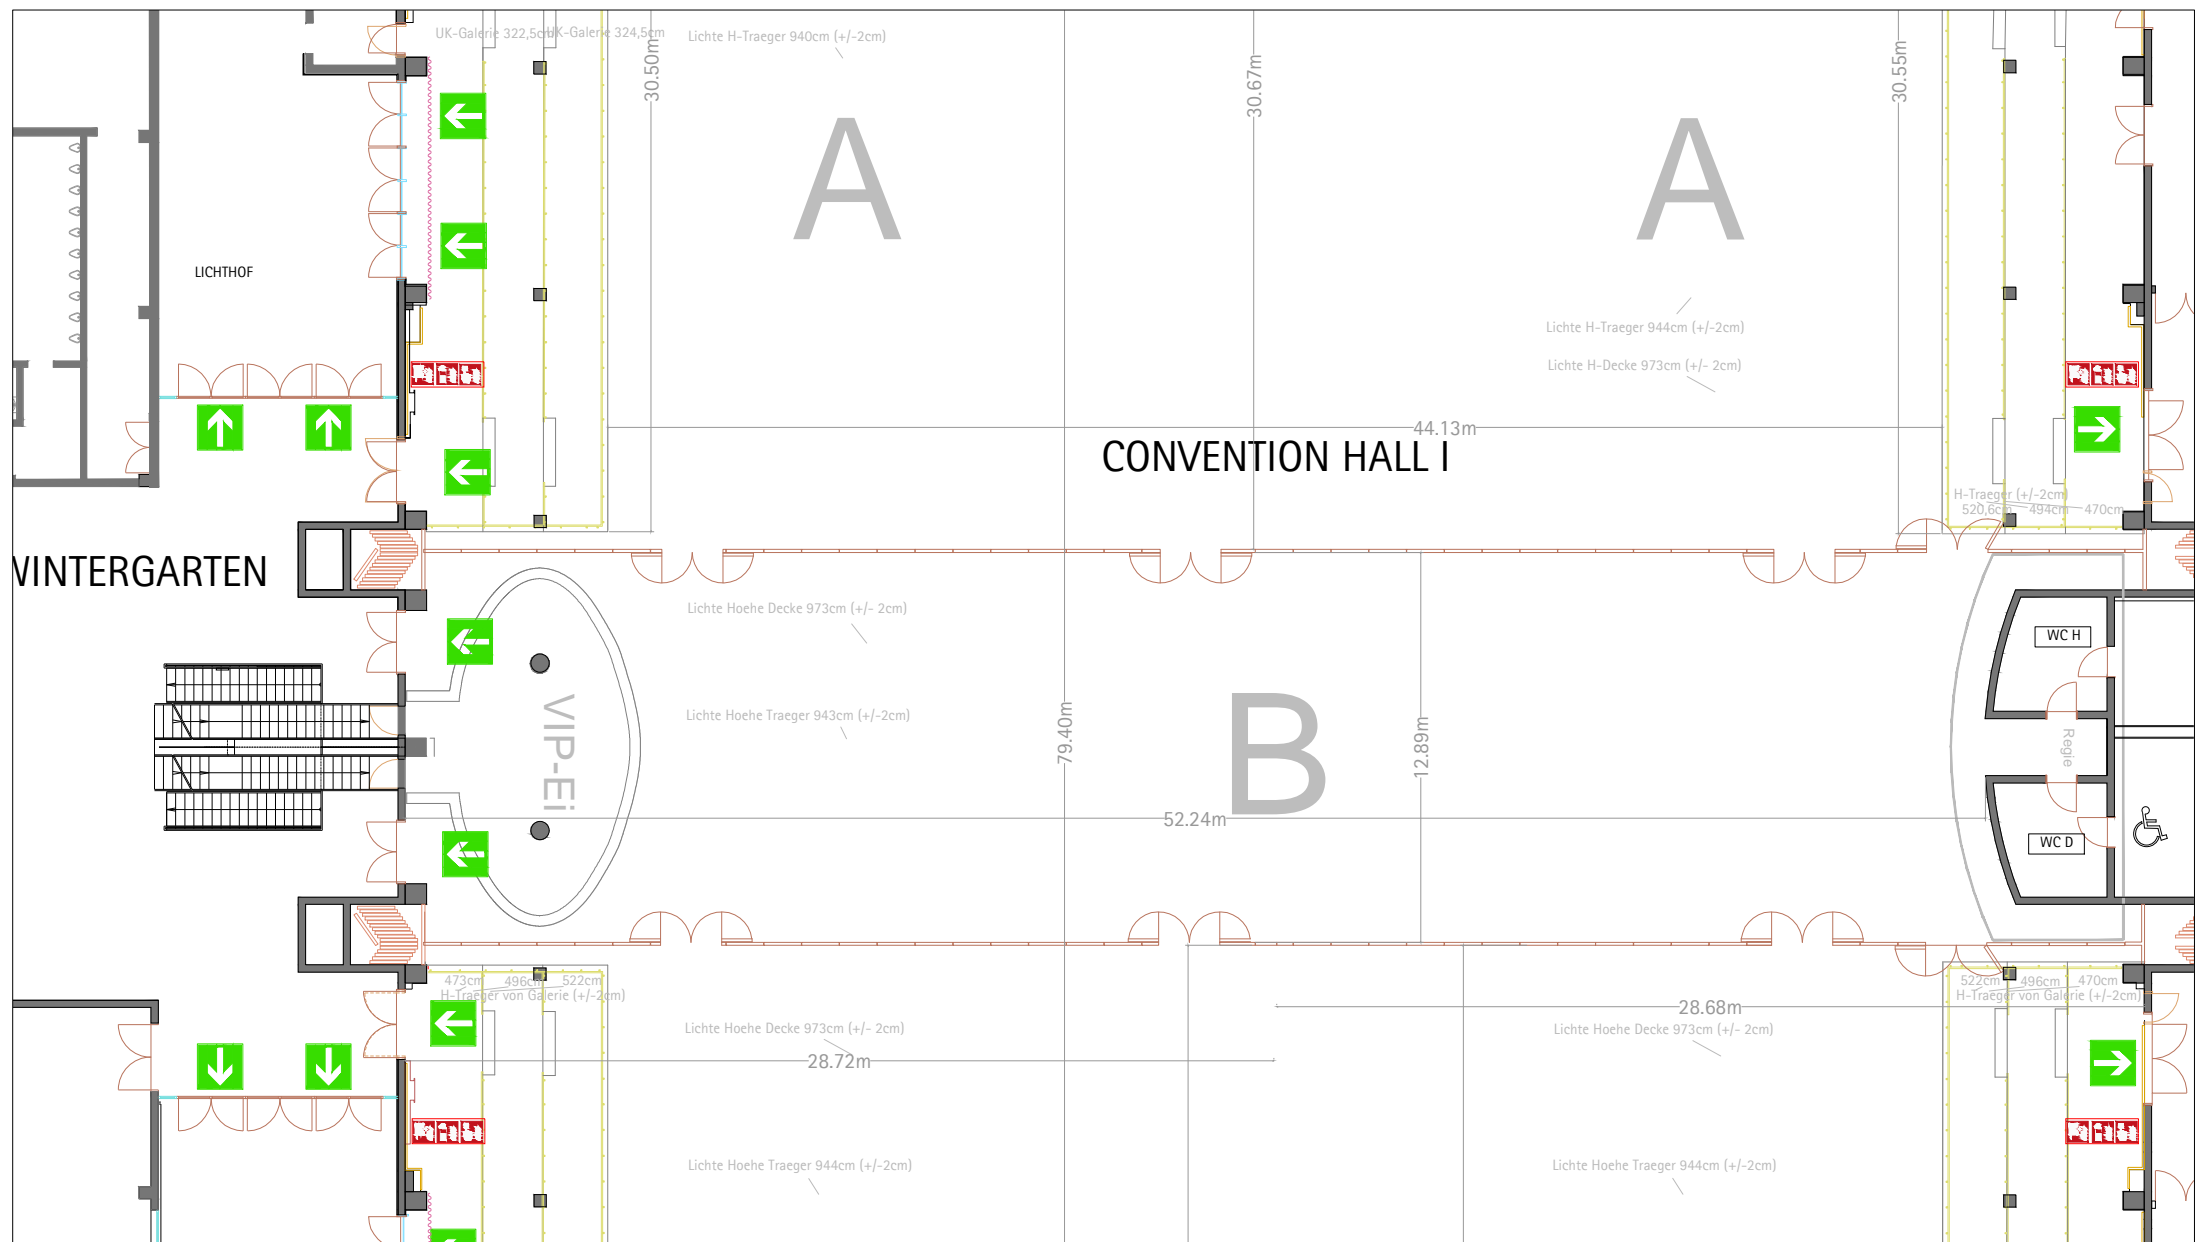 UK-Galerie 322,5cm
UK-Galerie 324,5cm
Lichte H-Traeger 940cm (+/-2cm)
30.50m
30.67m
30.55m
A
A
LICHTHOF
Lichte H-Traeger 944cm (+/-2cm)
Lichte H-Decke 973cm (+/- 2cm)
44.13m
CONVENTION HALL I
H-Traeger (+/-2cm)
520,6cm
494cm
470cm
WINTERGARTEN
Lichte Hoehe Decke 973cm (+/- 2cm)
WC H
VIP-Ei
Lichte Hoehe Traeger 943cm (+/-2cm)
79.40m
B
12.89m
Regie
52.24m
WC D
473cm
496cm
522cm
H-Traeger von Galerie (+/-2cm)
522cm
496cm
470cm
H-Traeger von Galerie (+/-2cm)
28.68m
Lichte Hoehe Decke 973cm (+/- 2cm)
Lichte Hoehe Decke 973cm (+/- 2cm)
28.72m
Lichte Hoehe Traeger 944cm (+/-2cm)
Lichte Hoehe Traeger 944cm (+/-2cm)